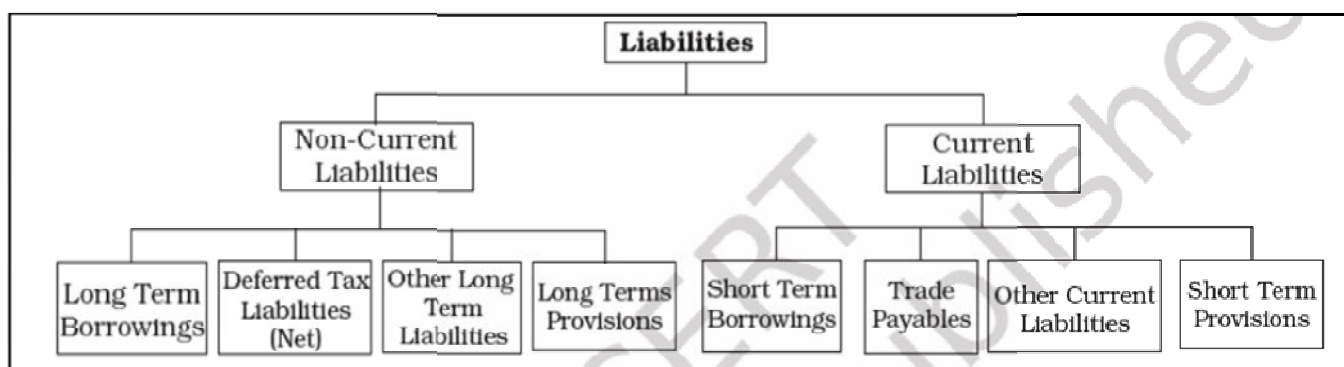 Liabilities
Non-Current
Liabilities
Current
Liabilities
Long Term
Borrowings
Deferred Tax
Liabilities
(Net)
Other Long
Term
Liabilities
Long Terms
Provisions
Short Term
Borrowings
Trade
Payables
Other Current
Liabilities
Short Term
Provisions